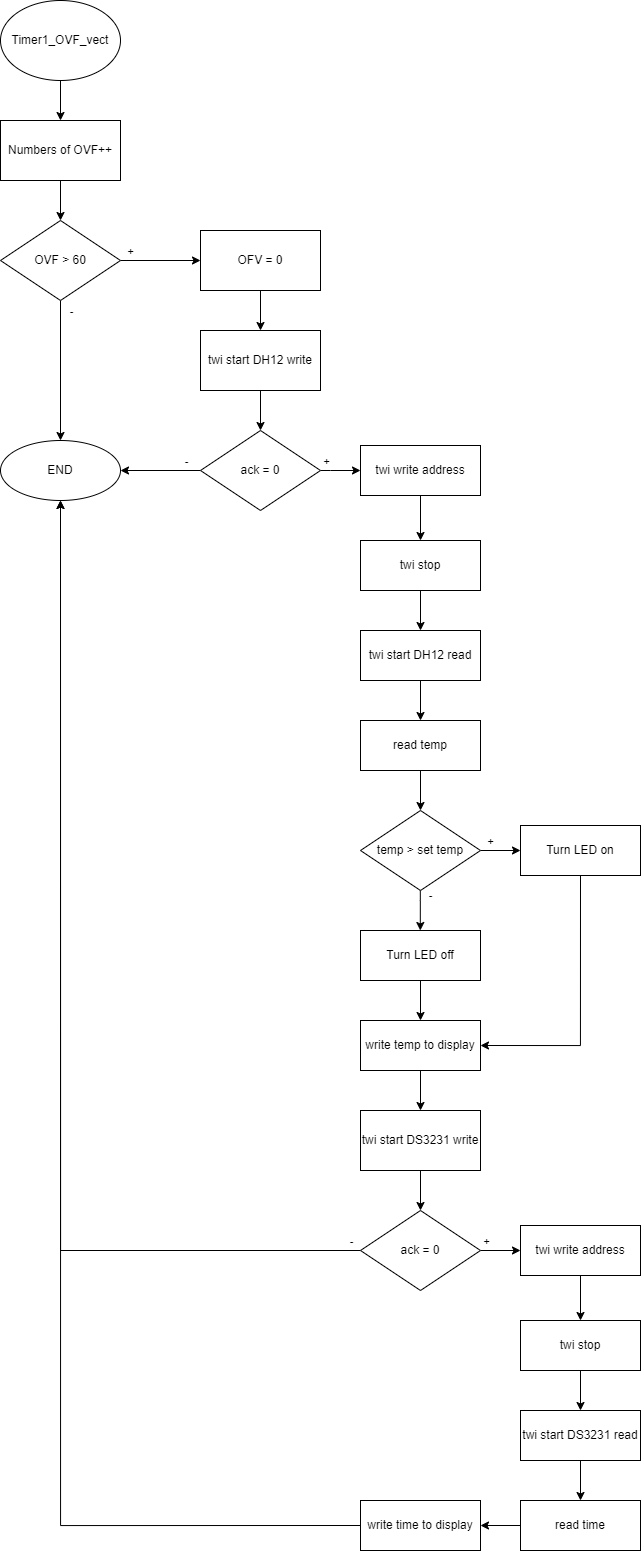 Timer1_OVF_vect
Numbers of OVF++
OVF > 60
+
-
OFV = 0
twi start DH12 write
ack = 0
-
+
END
twi write address
twi stop
twi start DH12 read
read temp
temp > set temp
+
-
Turn LED on
Turn LED off
write temp to display
twi start DS3231 write
ack = 0
-
+
twi write address
twi stop
twi start DS3231 read
read time
write time to display